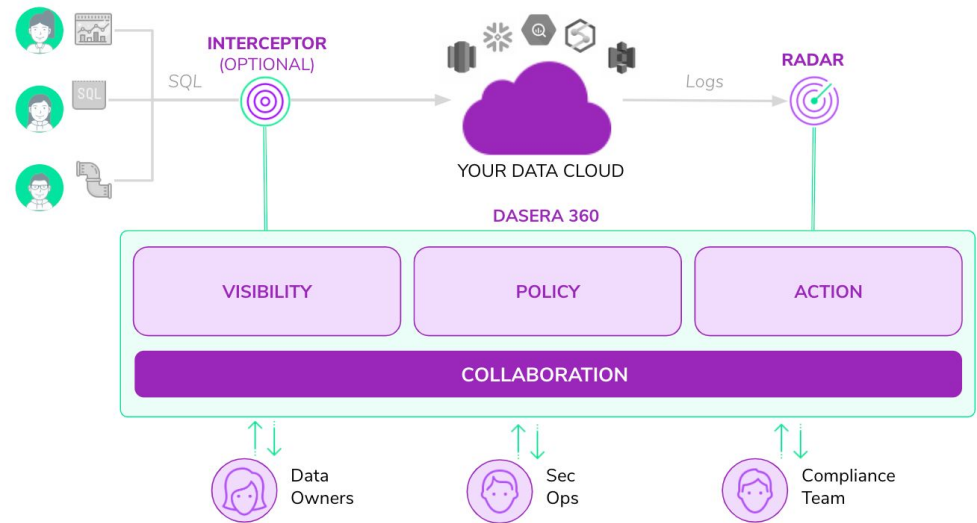 INTERCEPTOR
(OPTIONAL)
RADAR
SQL
SQL
Logs
YOUR DATA CLOUD
DASERA 360
VISIBILITY
POLICY
ACTION
COLLABORATION
Data
Owners
Sec
Ops
Compliance
Team